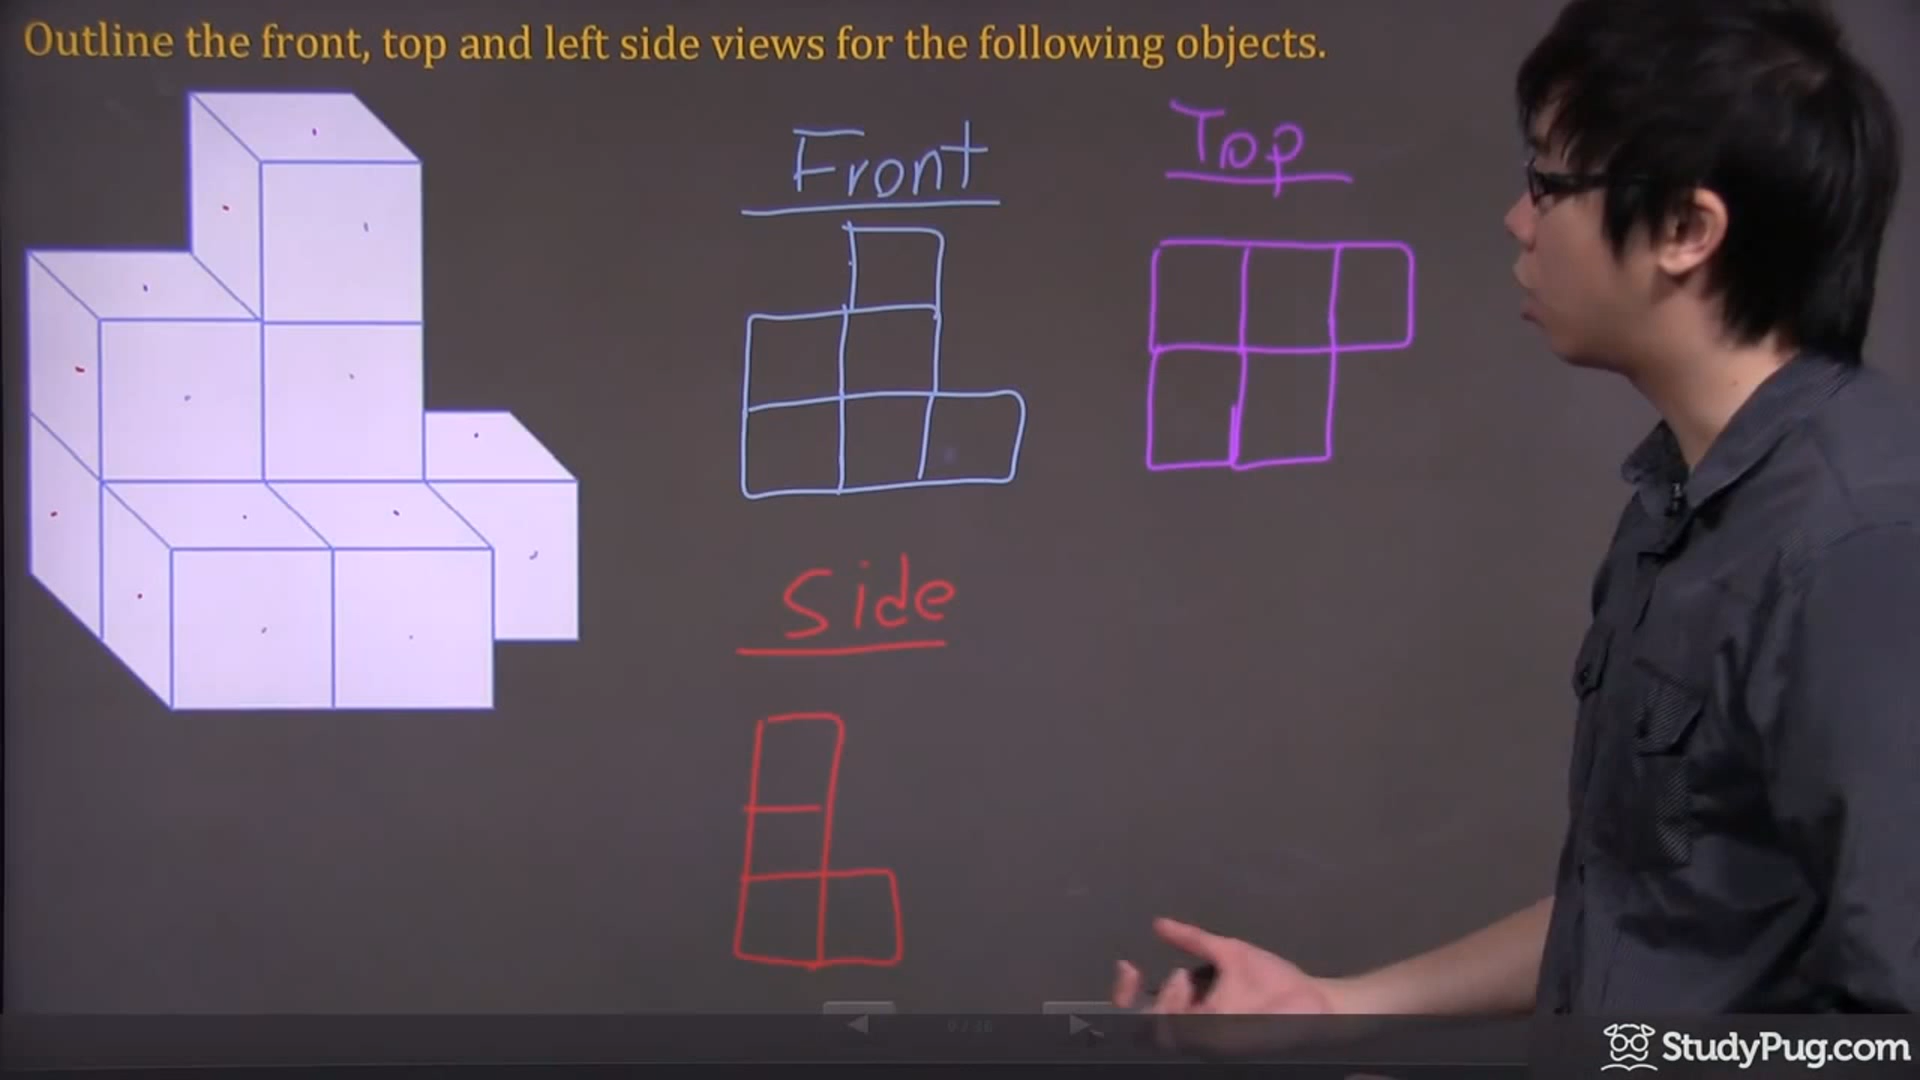 Outline the front, top and left side views for the following objects.
Front
Top
Side
StudyPug.com